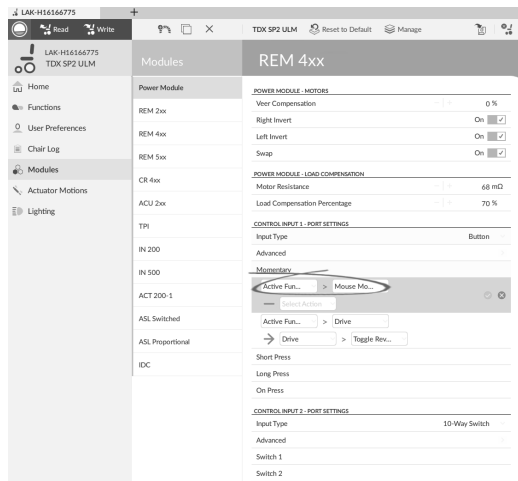 LAK-H16166775 +
Read Write TDX SP2 ULM Reset to Default Manage
LAK-H16166775
TDX SP2 ULM
Home
Functions
User Preferences
Chair Log
Modules
Actuator Motions
Lighting
Modules
Power Module
REM 2xx
REM 4xx
REM 5xx
CR 4xx
ACU 2xx
TPI
IN 200
IN 500
ACT 200-1
ASL Switched
ASL Proportional
IDC
REM 4xx
POWER MODULE - MOTORS
Veer Compensation − + 0 %
Right Invert On
Left Invert On
Swap On
POWER MODULE - LOAD COMPENSATION
Motor Resistance − + 68 mΩ
Load Compensation Percentage − + 70 %
CONTROL INPUT 1 - PORT SETTINGS
Input Type Button
Advanced
Momentary
Active Fun... > Mouse Mo...
Select Action
Active Fun... > Drive
Drive > Toggle Rev...
Short Press
Long Press
On Press
CONTROL INPUT 2 - PORT SETTINGS
Input Type 10-Way Switch
Advanced
Switch 1
Switch 2